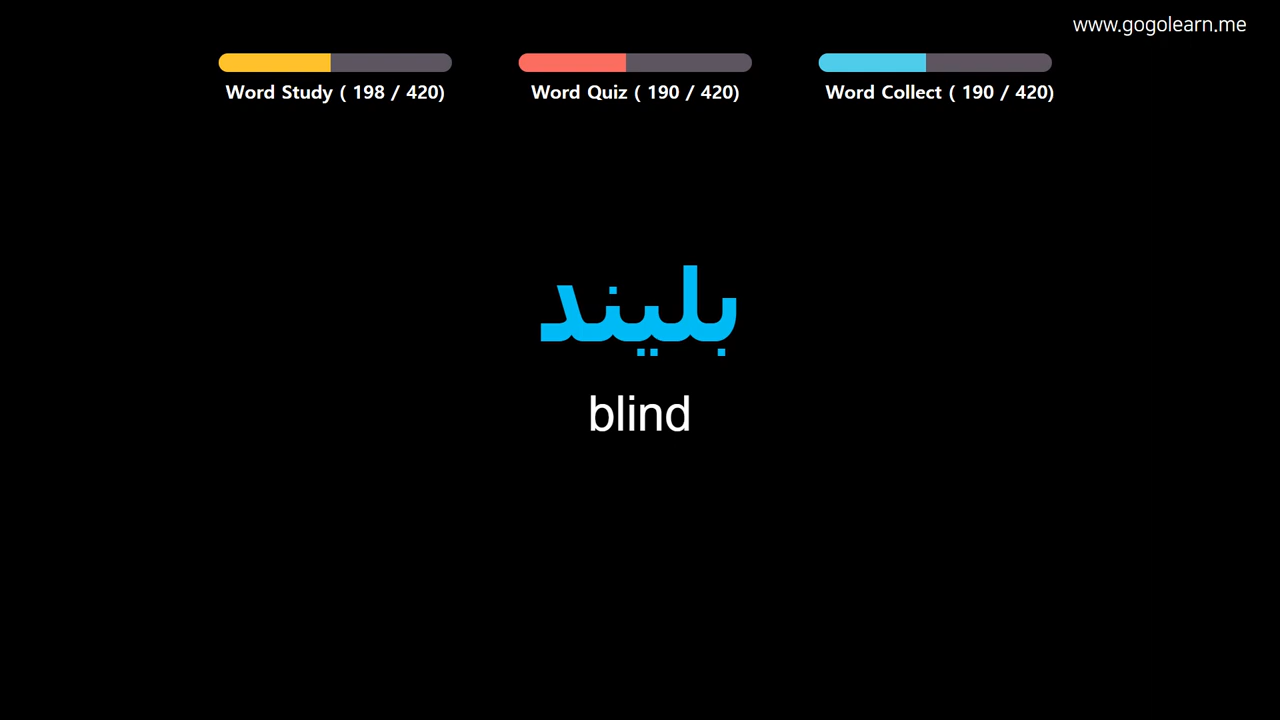 www.gogolearn.me
Word Study ( 198 / 420)
Word Quiz ( 190 / 420)
Word Collect ( 190 / 420)
بليند
blind